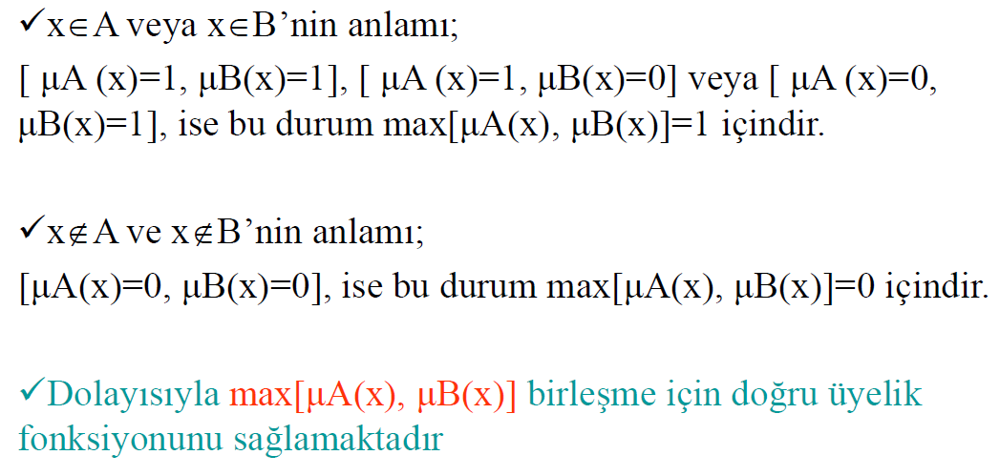 ✓x∈A veya x∈B’nin anlamı;
[ μA (x)=1, μB(x)=1], [ μA (x)=1, μB(x)=0] veya [ μA (x)=0,
μB(x)=1], ise bu durum max[μA(x), μB(x)]=1 içindir.
✓x∉A ve x∉B’nin anlamı;
[μA(x)=0, μB(x)=0], ise bu durum max[μA(x), μB(x)]=0 içindir.
✓Dolayısıyla max[μA(x), μB(x)] birleşme için doğru üyelik
fonksiyonunu sağlamaktadır